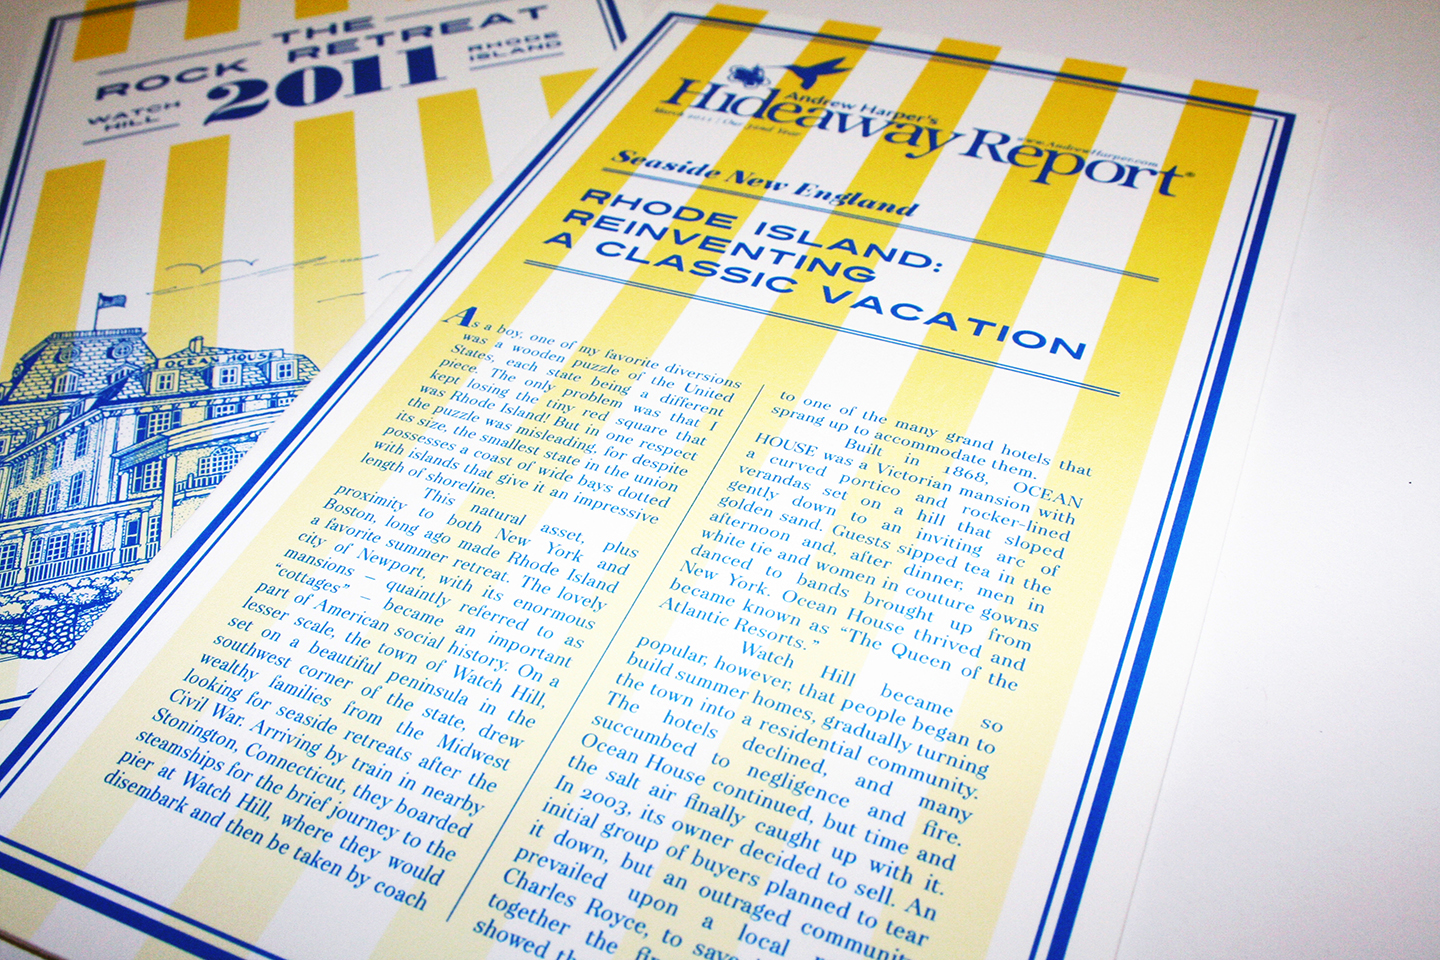 THE
ROCK RETREAT
WATCH HILL
2011
RHODE ISLAND
OCEAN HOUSE
Andrew Harper's
Hideaway Report®
March 2011 | Our 32nd Year
www.AndrewHarper.com
Seaside New England
RHODE ISLAND:
REINVENTING
A CLASSIC VACATION
As a boy, one of my favorite diversions
was a wooden puzzle of the United
States, each state being a different
piece. The only problem was that I
kept losing the tiny red square that
was Rhode Island! But in one respect
the puzzle was misleading, for despite
its size, the smallest state in the union
possesses a coast of wide bays dotted
with islands that give it an impressive
length of shoreline.
This natural asset, plus
proximity to both New York and
Boston, long ago made Rhode Island
a favorite summer retreat. The lovely
city of Newport, with its enormous
mansions – quaintly referred to as
"cottages" – became an important
part of American social history. On a
lesser scale, the town of Watch Hill,
set on a beautiful peninsula in the
southwest corner of the state, drew
wealthy families from the Midwest
looking for seaside retreats after the
Civil War. Arriving by train in nearby
Stonington, Connecticut, they boarded
steamships for the brief journey to the
pier at Watch Hill, where they would
disembark and then be taken by coach
to one of the many grand hotels that
sprang up to accommodate them.
Built in 1868, OCEAN
HOUSE was a Victorian mansion with
a curved portico and rocker-lined
verandas set on a hill that sloped
gently down to an inviting arc of
golden sand. Guests sipped tea in the
afternoon and, after dinner, men in
white tie and women in couture gowns
danced to bands brought up from
New York. Ocean House thrived and
became known as "The Queen of the
Atlantic Resorts."
Watch Hill became so
popular, however, that people began to
build summer homes, gradually turning
the town into a residential community.
The hotels declined, and many
succumbed to negligence and fire.
Ocean House continued, but time and
the salt air finally caught up with it.
In 2003, its owner decided to sell. An
initial group of buyers planned to tear
it down, but an outraged community
prevailed upon a local
Charles Royce, to save
together the
showed